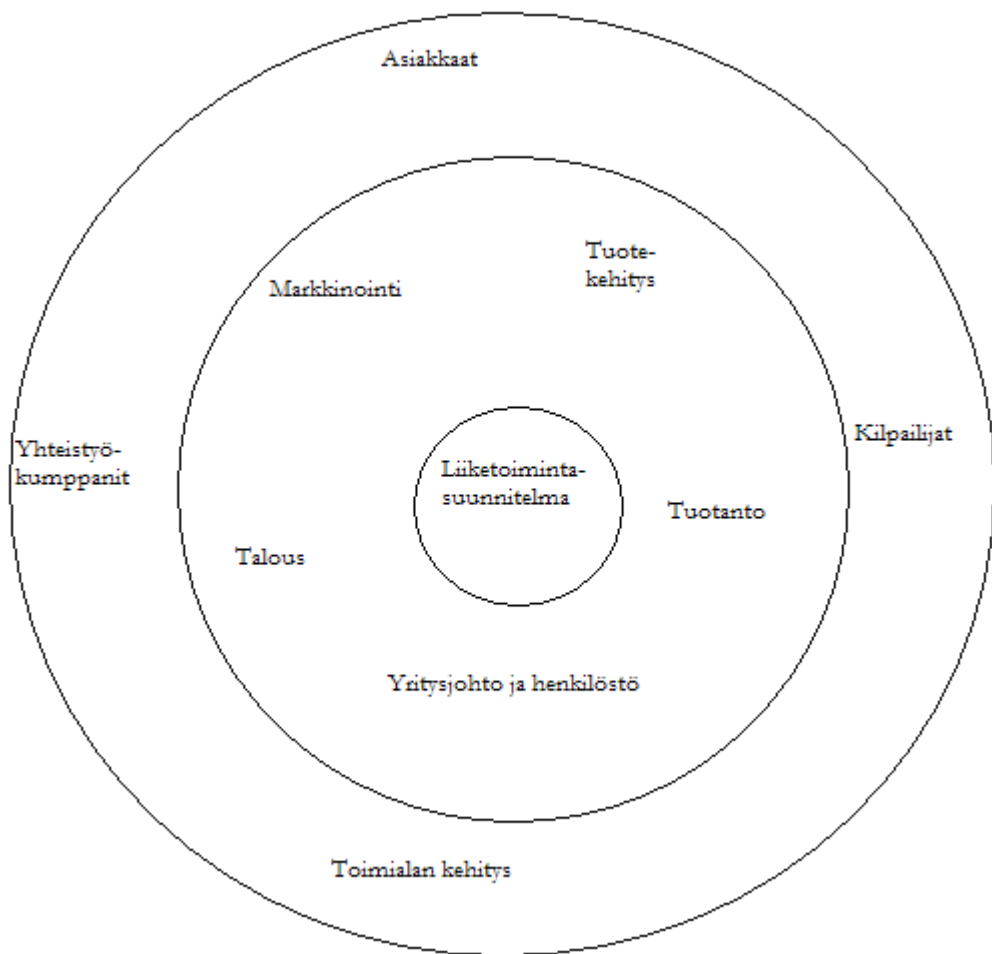 Asiakkaat
Tuote-
kehitys
Markkinointi
Yhteistyö-
kumppanit
Kilpailijat
Liiketoiminta-
suunnitelma
Tuotanto
Talous
Yritysjohto ja henkilöstö
Toimialan kehitys